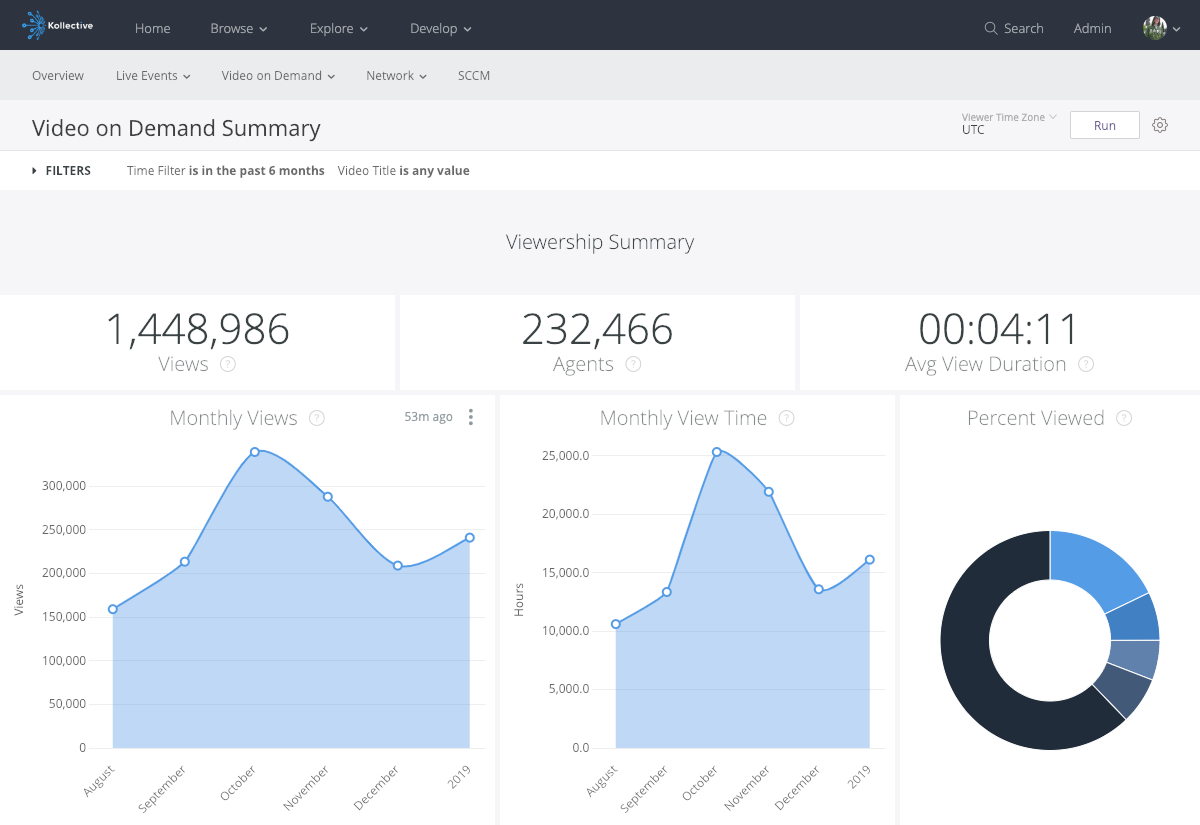 Kollective Home Browse Explore Develop Search Admin
Overview Live Events Video on Demand Network SCCM
Video on Demand Summary
Viewer Time Zone
UTC
Run
FILTERS Time Filter is in the past 6 months Video Title is any value
Viewership Summary
1,448,986
Views ?
232,466
Agents ?
00:04:11
Avg View Duration ?
Monthly Views ? 53m ago
300,000
250,000
200,000
150,000
100,000
50,000
0
Views
August September October November December 2019
Monthly View Time ?
25,000.0
20,000.0
15,000.0
10,000.0
5,000.0
0.0
Hours
August September October November December 2019
Percent Viewed ?